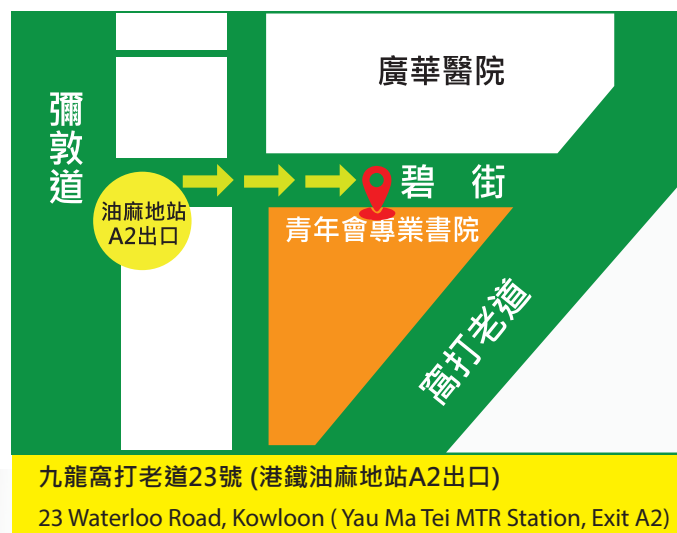 廣華醫院
彌敦道
碧街
油麻地站
A2出口
青年會專業書院
窩打老道
九龍窩打老道23號 (港鐵油麻地站A2出口)
23 Waterloo Road, Kowloon ( Yau Ma Tei MTR Station, Exit A2)